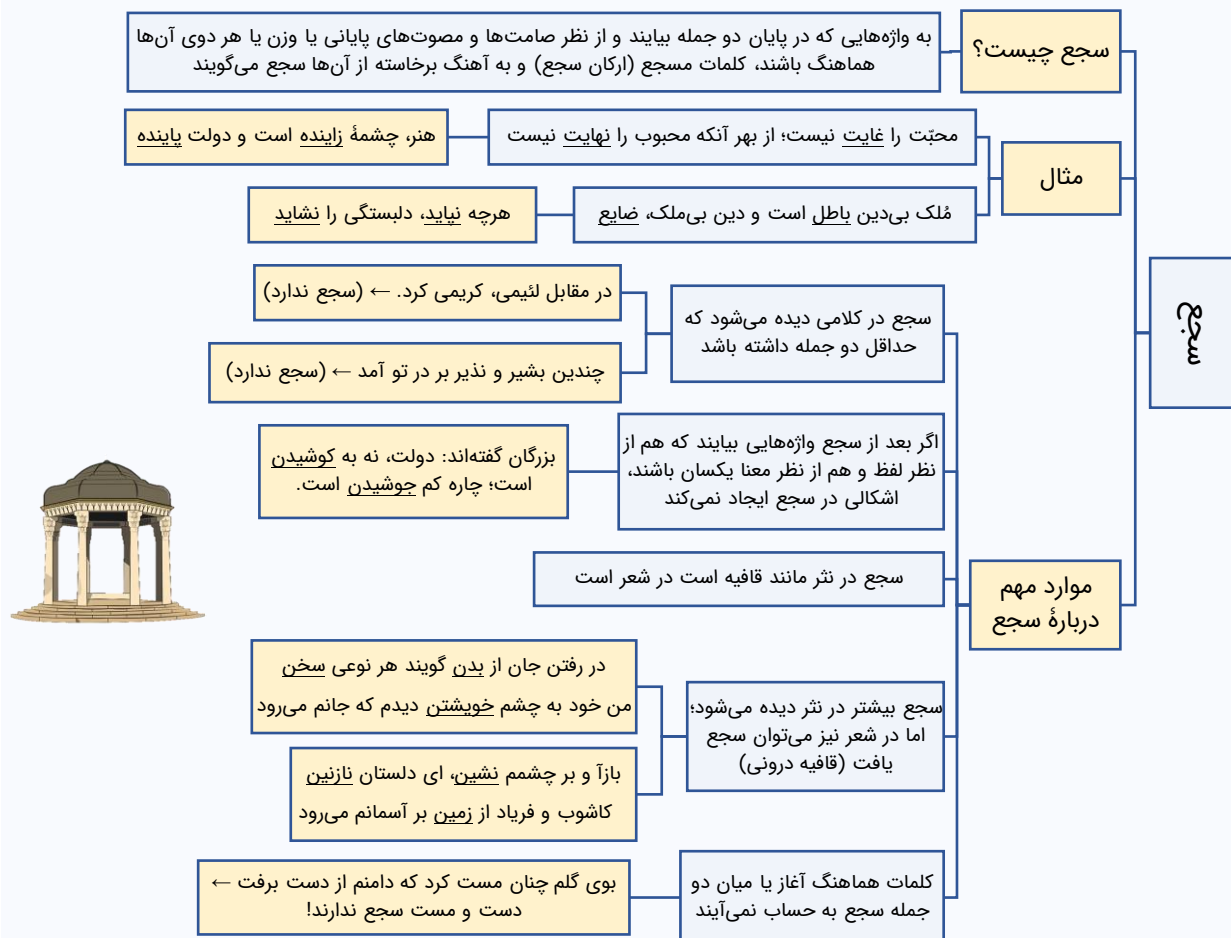 سجع
سجع چیست؟
به واژه‌هایی که در پایان دو جمله بیایند و از نظر صامت‌ها و مصوت‌های پایانی یا وزن یا هر دوی آن‌ها
هماهنگ باشند، کلمات مسجع (ارکان سجع) و به آهنگ برخاسته از آن‌ها سجع می‌گویند
مثال
محبّت را غایت نیست؛ از بهر آنکه محبوب را نهایت نیست
هنر، چشمهٔ زاینده است و دولت پاینده
مُلک بی‌دین باطل است و دین بی‌ملک، ضایع
هرچه نپاید، دلبستگی را نشاید
موارد مهم
دربارهٔ سجع
سجع در کلامی دیده می‌شود که
حداقل دو جمله داشته باشد
در مقابل لئیمی، کریمی کرد. ← (سجع ندارد)
چندین بشیر و نذیر بر در تو آمد ← (سجع ندارد)
اگر بعد از سجع واژه‌هایی بیایند که هم از
نظر لفظ و هم از نظر معنا یکسان باشند،
اشکالی در سجع ایجاد نمی‌کند
بزرگان گفته‌اند: دولت، نه به کوشیدن
است؛ چاره کم جوشیدن است.
سجع در نثر مانند قافیه است در شعر است
سجع بیشتر در نثر دیده می‌شود؛
اما در شعر نیز می‌توان سجع
یافت (قافیه درونی)
در رفتن جان از بدن گویند هر نوعی سخن
من خود به چشم خویشتن دیدم که جانم می‌رود
بازآ و بر چشمم نشین، ای دلستان نازنین
کاشوب و فریاد از زمین بر آسمانم می‌رود
کلمات هماهنگ آغاز یا میان دو
جمله سجع به حساب نمی‌آیند
بوی گلم چنان مست کرد که دامنم از دست برفت ←
دست و مست سجع ندارند!